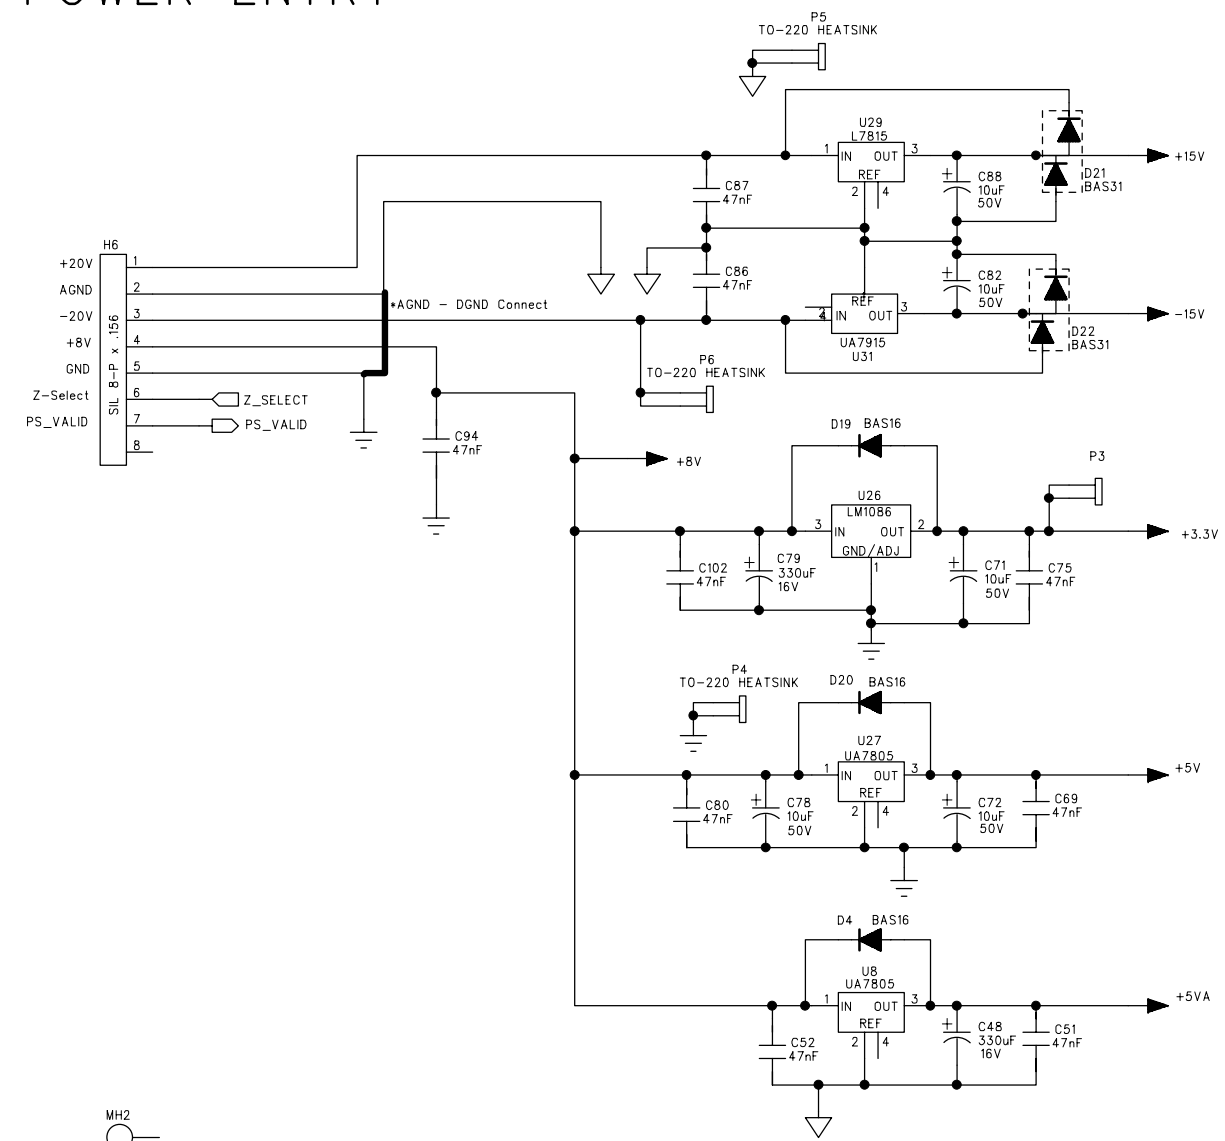 POWER ENTRY
P5
TO-220 HEATSINK
U29
L7815
1
IN
OUT
3
REF
2
4
+15V
D21
BAS31
C88
10uF
50V
C87
47nF
H6
+20V
1
AGND
2
-20V
3
+8V
4
GND
5
Z-Select
6
PS_VALID
7
8
SIL 8-P x .156
*AGND - DGND Connect
Z_SELECT
PS_VALID
C86
47nF
C82
10uF
50V
REF
2
4
IN
OUT
3
UA7915
U31
-15V
D22
BAS31
P6
TO-220 HEATSINK
C94
47nF
+8V
D19
BAS16
P3
U26
LM1086
3
IN
OUT
2
GND/ADJ
1
+3.3V
C102
47nF
C79
330uF
16V
C71
10uF
50V
C75
47nF
P4
TO-220 HEATSINK
D20
BAS16
U27
UA7805
1
IN
OUT
3
REF
2
4
+5V
C80
47nF
C78
10uF
50V
C72
10uF
50V
C69
47nF
D4
BAS16
U8
UA7805
1
IN
OUT
3
REF
2
4
+5VA
C52
47nF
C48
330uF
16V
C51
47nF
MH2